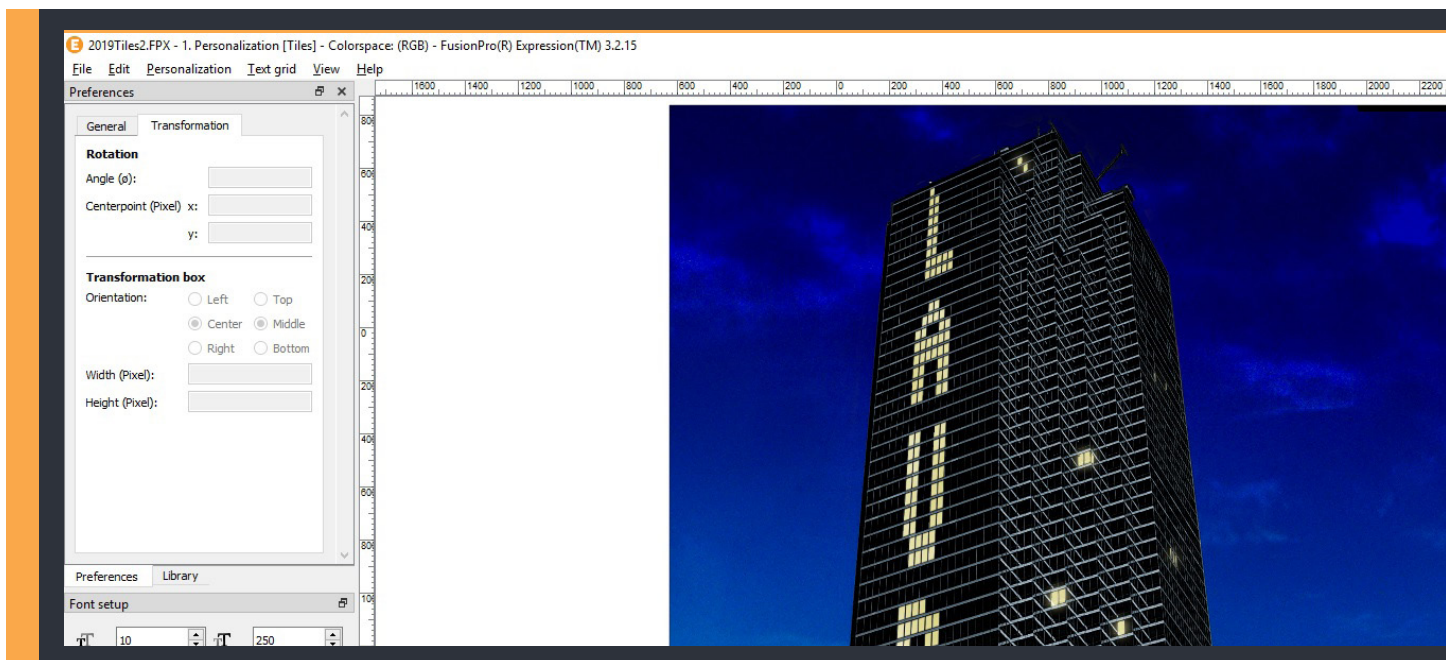 2019Tiles2.FPX - 1. Personalization [Tiles] - Colorspace: (RGB) - FusionPro(R) Expression(TM) 3.2.15
File Edit Personalization Text grid View Help
Preferences
1600 1400 1200 1000 800 600 400 200 0 200 400 600 800 1000 1200 1400 1600 1800 2000 2200
General Transformation
Rotation
Angle (ø):
Centerpoint (Pixel) x:
y:
Transformation box
Orientation: Left Top
Center Middle
Right Bottom
Width (Pixel):
Height (Pixel):
Preferences Library
Font setup
10 250
L
A
U